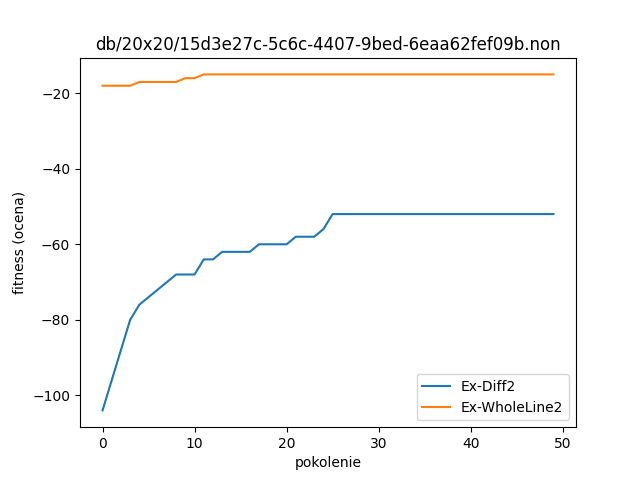 db/20x20/15d3e27c-5c6c-4407-9bed-6eaa62fef09b.non
−20
−40
−60
−80
−100
fitness (ocena)
Ex-Diff2
Ex-WholeLine2
0 10 20 30 40 50
pokolenie